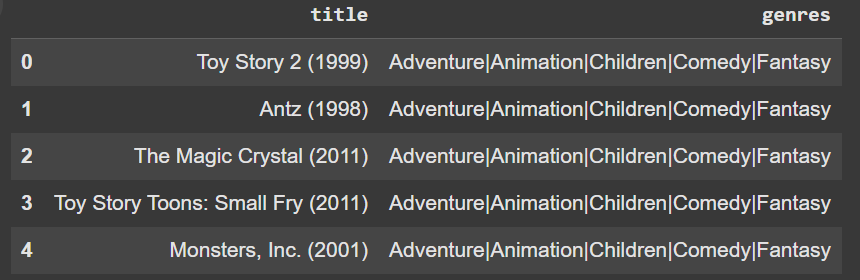 title genres
0 Toy Story 2 (1999) Adventure|Animation|Children|Comedy|Fantasy
1 Antz (1998) Adventure|Animation|Children|Comedy|Fantasy
2 The Magic Crystal (2011) Adventure|Animation|Children|Comedy|Fantasy
3 Toy Story Toons: Small Fry (2011) Adventure|Animation|Children|Comedy|Fantasy
4 Monsters, Inc. (2001) Adventure|Animation|Children|Comedy|Fantasy